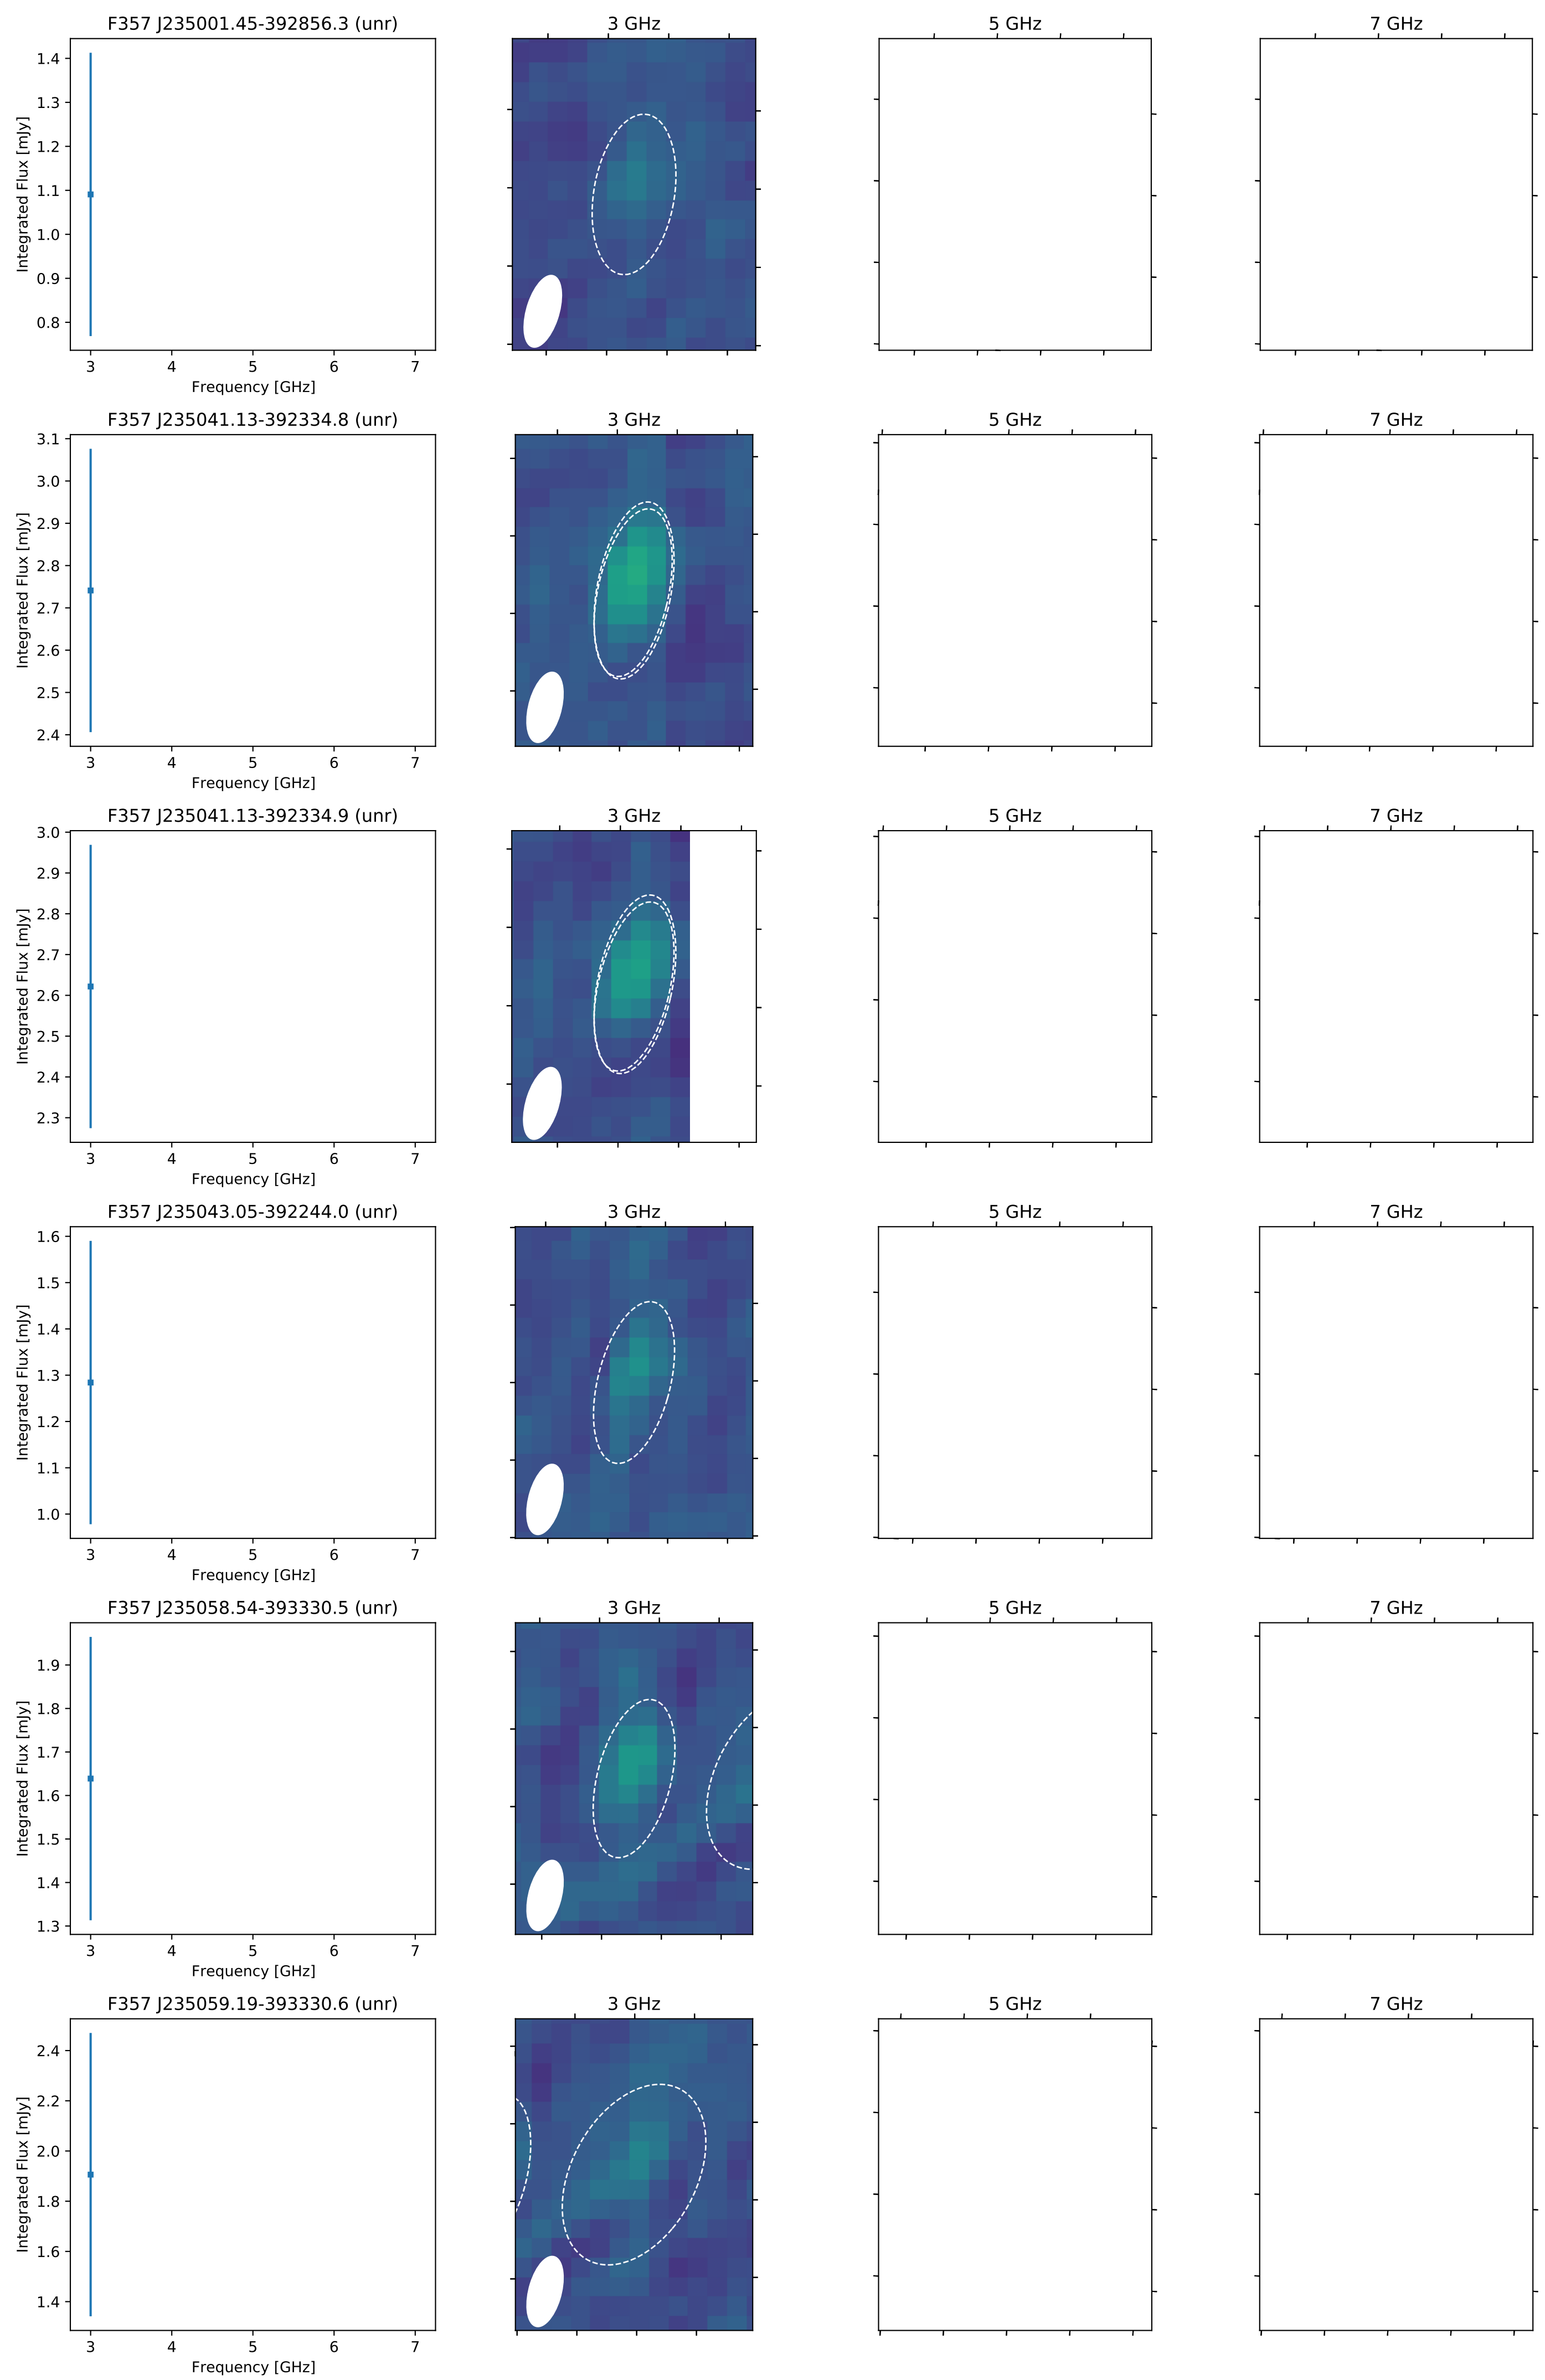 F357 J235001.45-392856.3 (unr)
3 GHz
5 GHz
7 GHz
Integrated Flux [mJy]
1.4
1.3
1.2
1.1
1.0
0.9
0.8
3 4 5 6 7
Frequency [GHz]
F357 J235041.13-392334.8 (unr)
3 GHz
5 GHz
7 GHz
Integrated Flux [mJy]
3.1
3.0
2.9
2.8
2.7
2.6
2.5
2.4
3 4 5 6 7
Frequency [GHz]
F357 J235041.13-392334.9 (unr)
3 GHz
5 GHz
7 GHz
Integrated Flux [mJy]
3.0
2.9
2.8
2.7
2.6
2.5
2.4
2.3
3 4 5 6 7
Frequency [GHz]
F357 J235043.05-392244.0 (unr)
3 GHz
5 GHz
7 GHz
Integrated Flux [mJy]
1.6
1.5
1.4
1.3
1.2
1.1
1.0
3 4 5 6 7
Frequency [GHz]
F357 J235058.54-393330.5 (unr)
3 GHz
5 GHz
7 GHz
Integrated Flux [mJy]
1.9
1.8
1.7
1.6
1.5
1.4
1.3
3 4 5 6 7
Frequency [GHz]
F357 J235059.19-393330.6 (unr)
3 GHz
5 GHz
7 GHz
Integrated Flux [mJy]
2.4
2.2
2.0
1.8
1.6
1.4
3 4 5 6 7
Frequency [GHz]